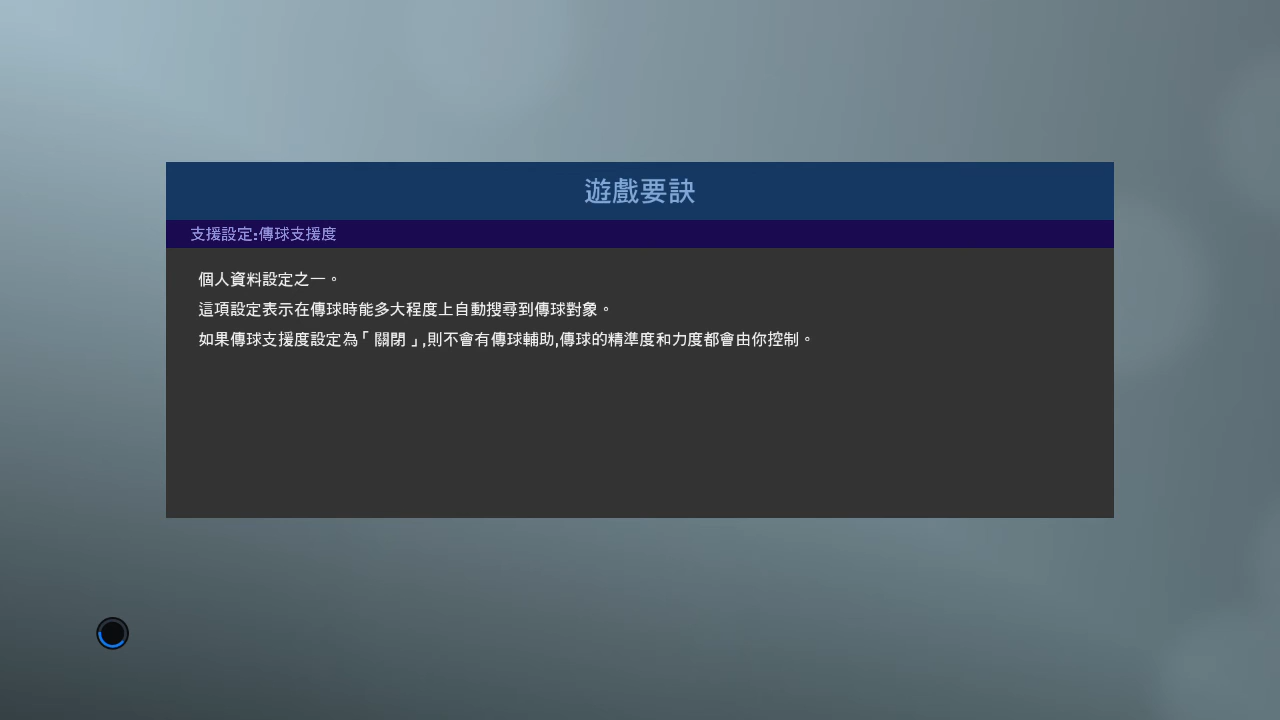 遊戲要訣
支援設定:傳球支援度
個人資料設定之一。
這項設定表示在傳球時能多大程度上自動搜尋到傳球對象。
如果傳球支援度設定為「關閉」,則不會有傳球輔助,傳球的精準度和力度都會由你控制。